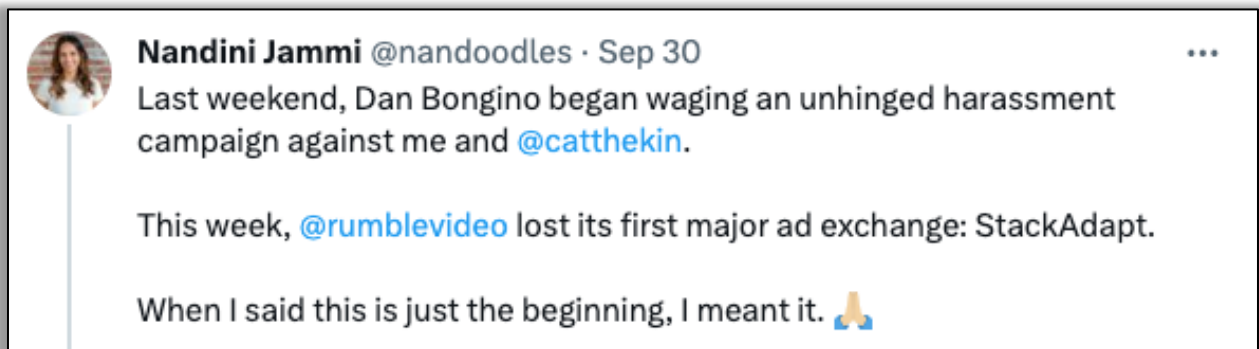 Nandini Jammi @nandoodles · Sep 30
Last weekend, Dan Bongino began waging an unhinged harassment
campaign against me and @catthekin.
This week, @rumblevideo lost its first major ad exchange: StackAdapt.
When I said this is just the beginning, I meant it. 🙏🏼